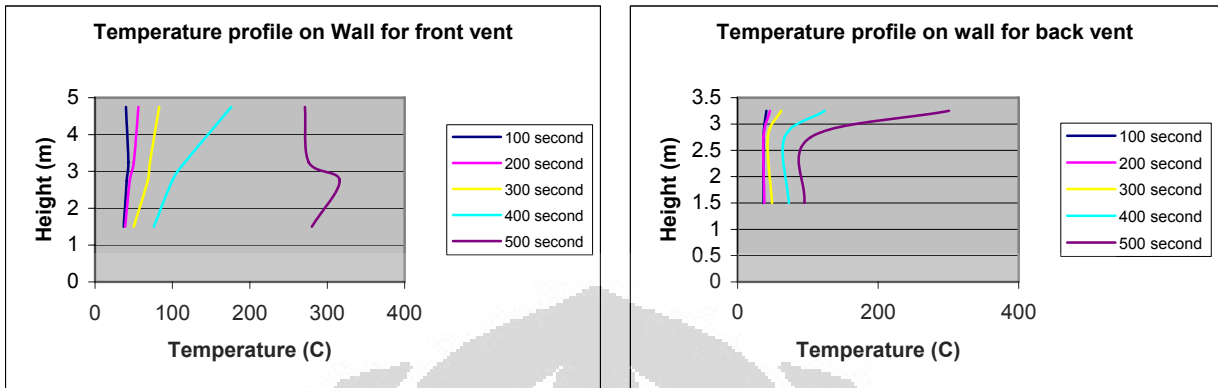 Temperature profile on Wall for front vent
5
4
3
2
1
0
0 100 200 300 400
Height (m)
Temperature (C)
100 second
200 second
300 second
400 second
500 second
Temperature profile on wall for back vent
3.5
3
2.5
2
1.5
1
0.5
0
0 200 400
Height (m)
Temperature (C)
100 second
200 second
300 second
400 second
500 second